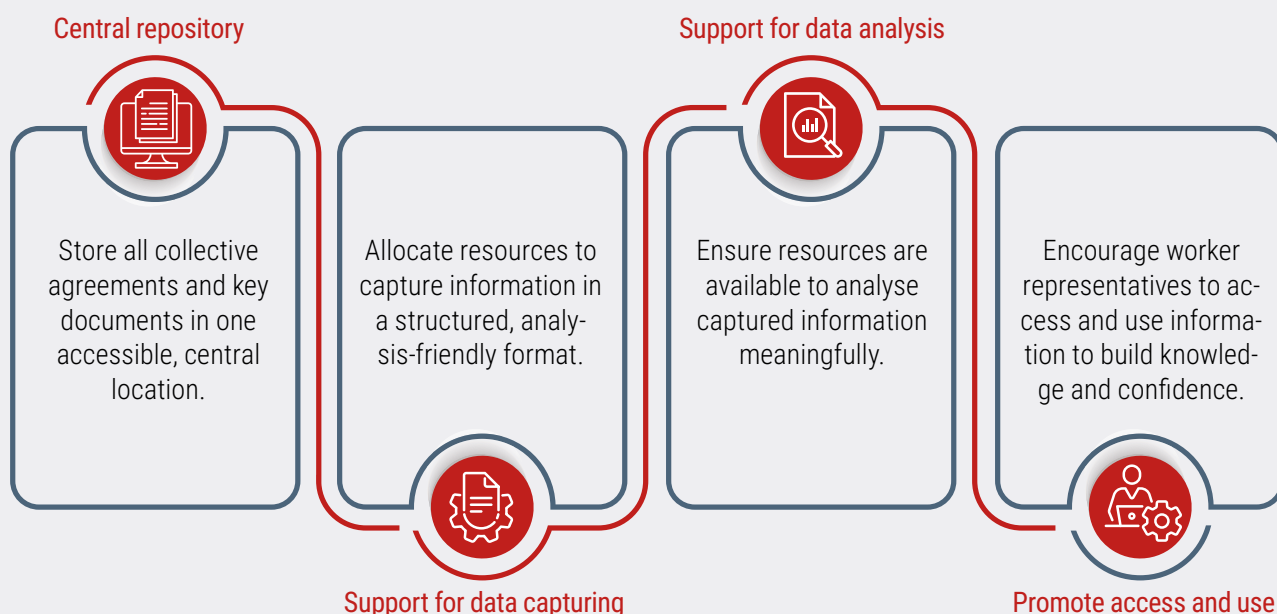 Central repository
Store all collective
agreements and key
documents in one
accessible, central
location.
Allocate resources to
capture information in
a structured, analy-
sis-friendly format.
Support for data capturing
Support for data analysis
Ensure resources are
available to analyse
captured information
meaningfully.
Encourage worker
representatives to ac-
cess and use informa-
tion to build knowled-
ge and confidence.
Promote access and use